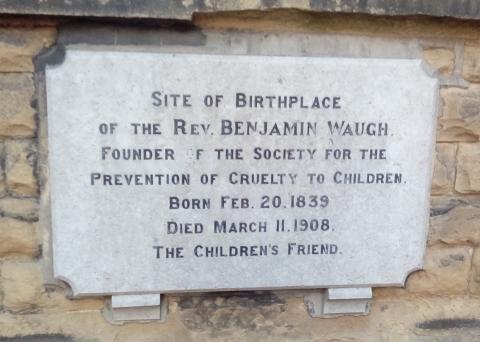 SITE OF BIRTHPLACE
OF THE REV. BENJAMIN WAUGH.
FOUNDER OF THE SOCIETY FOR THE
PREVENTION OF CRUELTY TO CHILDREN.
BORN FEB. 20. 1839
DIED MARCH 11. 1908.
THE CHILDREN'S FRIEND.